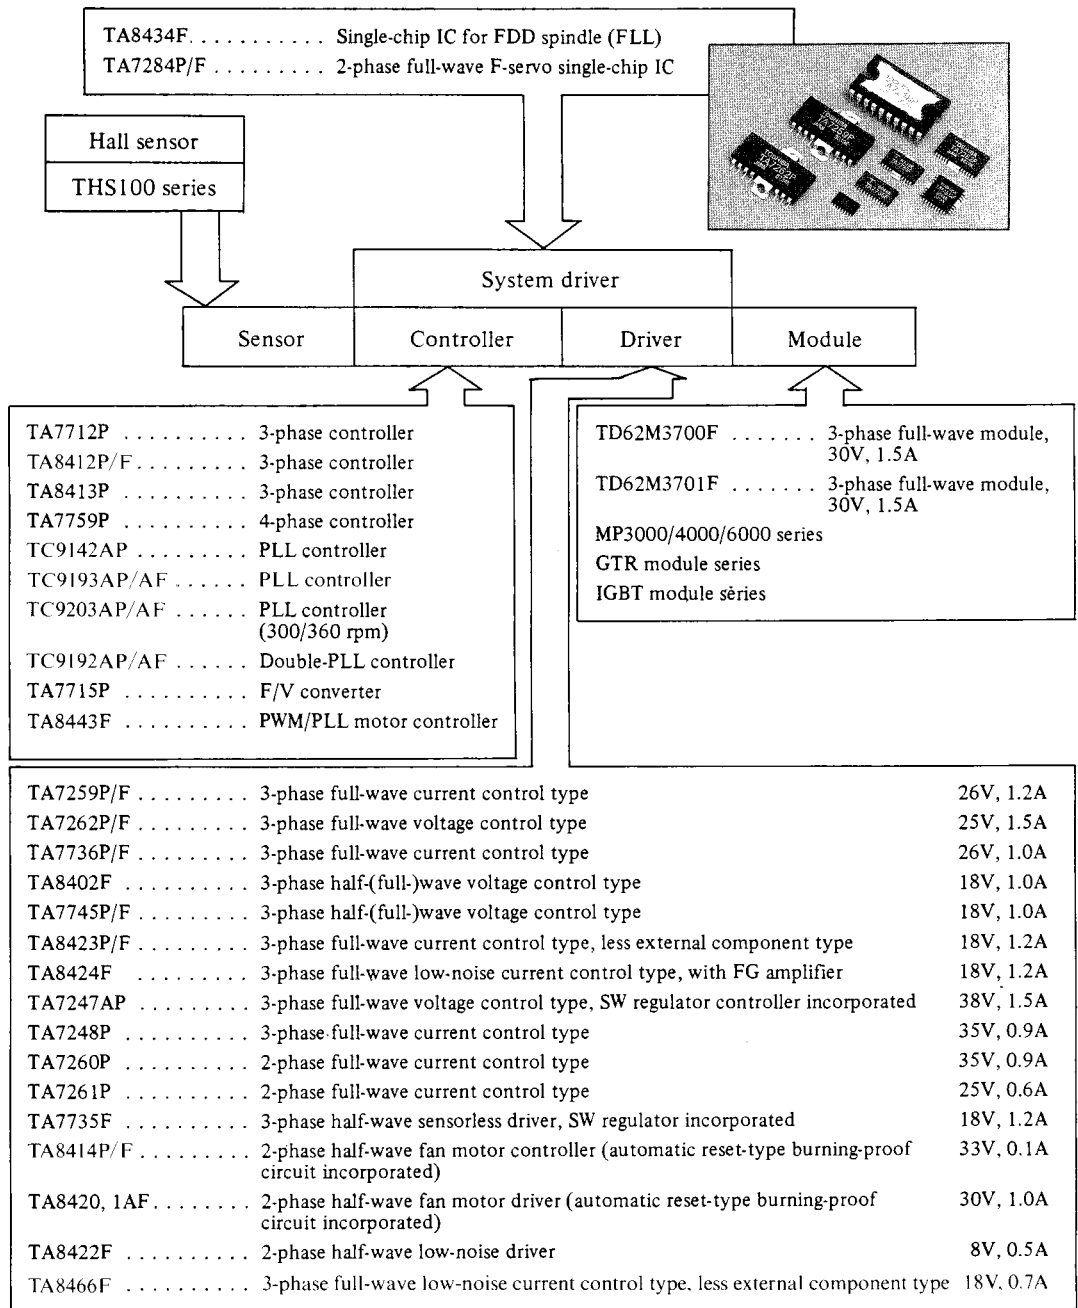 TA8434F. . . . . . . . . . . . Single-chip IC for FDD spindle (FLL)
TA7284P/F . . . . . . . . . . 2-phase full-wave F-servo single-chip IC
Hall sensor
THS100 series
System driver
Sensor
Controller
Driver
Module
TA7712P . . . . . . . . . . 3-phase controller
TA8412P/F . . . . . . . . . 3-phase controller
TA8413P . . . . . . . . . . 3-phase controller
TA7759P . . . . . . . . . . 4-phase controller
TC9142AP . . . . . . . . . PLL controller
TC9193AP/AF . . . . . . PLL controller
TC9203AP/AF . . . . . . PLL controller
(300/360 rpm)
TC9192AP/AF . . . . . . Double-PLL controller
TA7715P . . . . . . . . . . F/V converter
TA8443F . . . . . . . . . . PWM/PLL motor controller
TD62M3700F . . . . . . . 3-phase full-wave module,
30V, 1.5A
TD62M3701F . . . . . . . 3-phase full-wave module,
30V, 1.5A
MP3000/4000/6000 series
GTR module series
IGBT module series
TA7259P/F . . . . . . . . . 3-phase full-wave current control type 26V, 1.2A
TA7262P/F . . . . . . . . . 3-phase full-wave voltage control type 25V, 1.5A
TA7736P/F . . . . . . . . . 3-phase full-wave current control type 26V, 1.0A
TA8402F . . . . . . . . . . 3-phase half-(full-)wave voltage control type 18V, 1.0A
TA7745P/F . . . . . . . . . 3-phase half-(full-)wave voltage control type 18V, 1.0A
TA8423P/F . . . . . . . . . 3-phase full-wave current control type, less external component type 18V, 1.2A
TA8424F . . . . . . . . . . 3-phase full-wave low-noise current control type, with FG amplifier 18V, 1.2A
TA7247AP . . . . . . . . . 3-phase full-wave voltage control type, SW regulator controller incorporated 38V, 1.5A
TA7248P . . . . . . . . . . 3-phase full-wave current control type 35V, 0.9A
TA7260P . . . . . . . . . . 2-phase full-wave current control type 35V, 0.9A
TA7261P . . . . . . . . . . 2-phase full-wave current control type 25V, 0.6A
TA7735F . . . . . . . . . . 3-phase half-wave sensorless driver, SW regulator incorporated 18V, 1.2A
TA8414P/F . . . . . . . . . 2-phase half-wave fan motor controller (automatic reset-type burning-proof 33V, 0.1A
circuit incorporated)
TA8420, 1AF . . . . . . . . 2-phase half-wave fan motor driver (automatic reset-type burning-proof 30V, 1.0A
circuit incorporated)
TA8422F . . . . . . . . . . 2-phase half-wave low-noise driver 8V, 0.5A
TA8466F . . . . . . . . . . 3-phase full-wave low-noise current control type, less external component type 18V, 0.7A